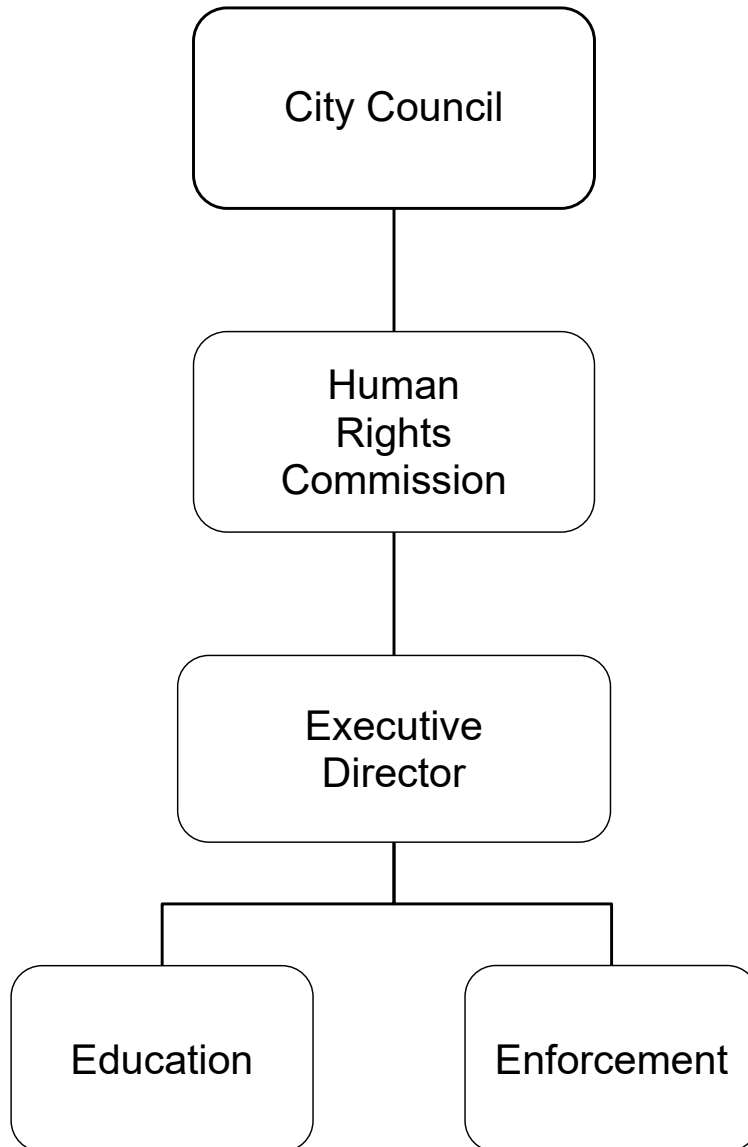 City Council
Human
Rights
Commission
Executive
Director
Education
Enforcement